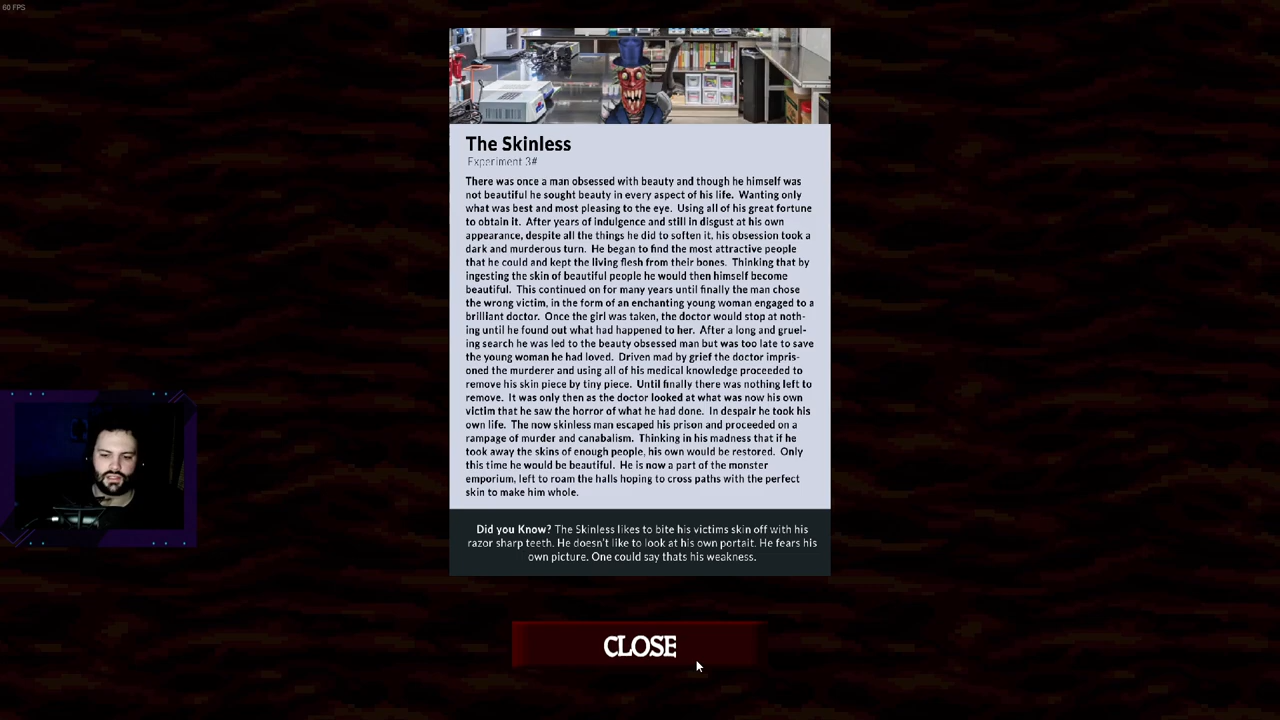 60 FPS
The Skinless
Experiment 3#
There was once a man obsessed with beauty and though he himself was
not beautiful he sought beauty in every aspect of his life. Wanting only
what was best and most pleasing to the eye. Using all of his great fortune
to obtain it. After years of indulgence and still in disgust at his own
appearance, despite all the things he did to soften it, his obsession took a
dark and murderous turn. He began to find the most attractive people
that he could and kept the living flesh from their bones. Thinking that by
ingesting the skin of beautiful people he would then himself become
beautiful. This continued on for many years until finally the man chose
the wrong victim, in the form of an enchanting young woman engaged to a
brilliant doctor. Once the girl was taken, the doctor would stop at noth-
ing until he found out what had happened to her. After a long and gruel-
ing search he was led to the beauty obsessed man but was too late to save
the young woman he had loved. Driven mad by grief the doctor impris-
oned the murderer and using all of his medical knowledge proceeded to
remove his skin piece by tiny piece. Until finally there was nothing left to
remove. It was only then as the doctor looked at what was now his own
victim that he saw the horror of what he had done. In despair he took his
own life. The now skinless man escaped his prison and proceeded on a
rampage of murder and canabalism. Thinking in his madness that if he
took away the skins of enough people, his own would be restored. Only
this time he would be beautiful. He is now a part of the monster
emporium, left to roam the halls hoping to cross paths with the perfect
skin to make him whole.
Did you Know? The Skinless likes to bite his victims skin off with his
razor sharp teeth. He doesn't like to look at his own portait. He fears his
own picture. One could say thats his weakness.
CLOSE